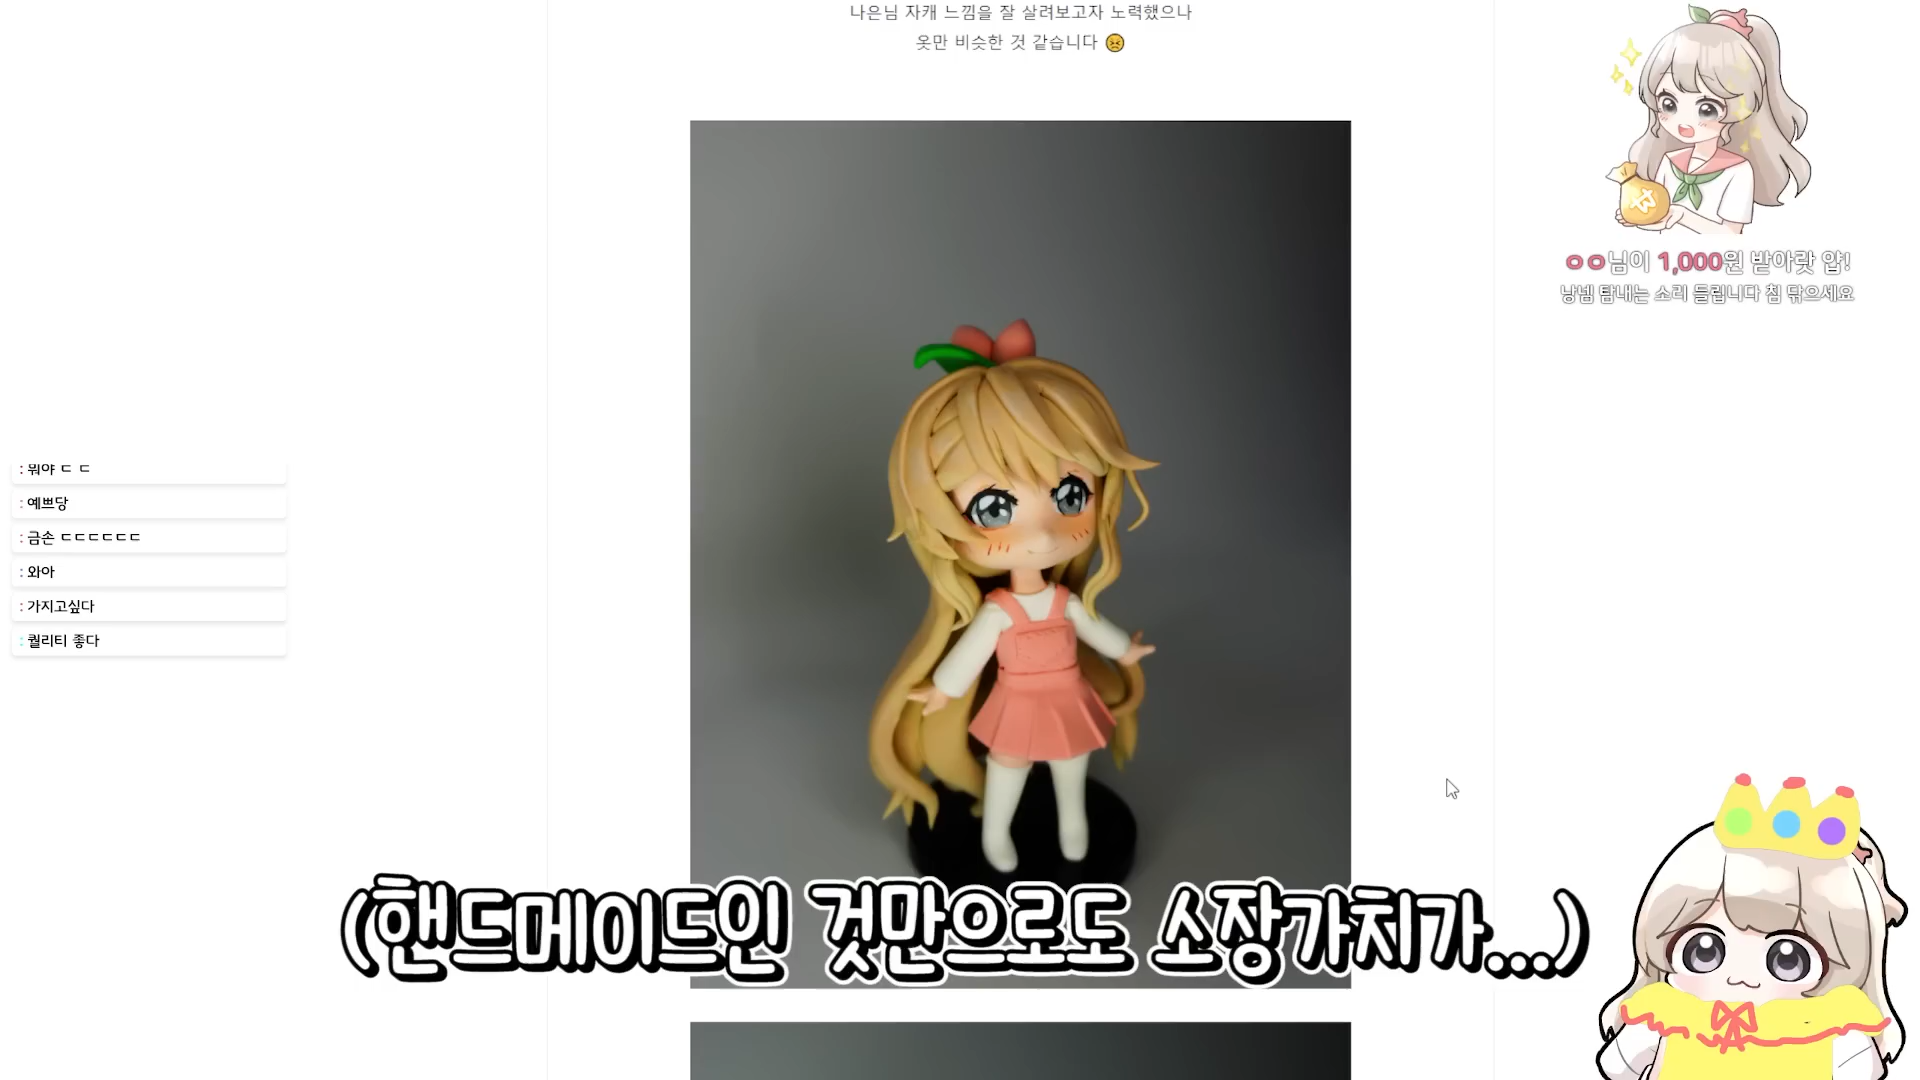 나은님 자캐 느낌을 잘 살려보고자 노력했으나
옷만 비슷한 것 같습니다
ㅇㅇ님이 1,000원 받아랏 얍!
낭넴 탐내는 소리 들립니다 침 닦으세요
: 뭐야 ㄷ ㄷ
: 예쁘당
: 금손 ㄷㄷㄷㄷㄷㄷ
: 와아
: 가지고싶다
: 퀄리티 좋다
(핸드메이드인 것만으로도 소장가치가...)